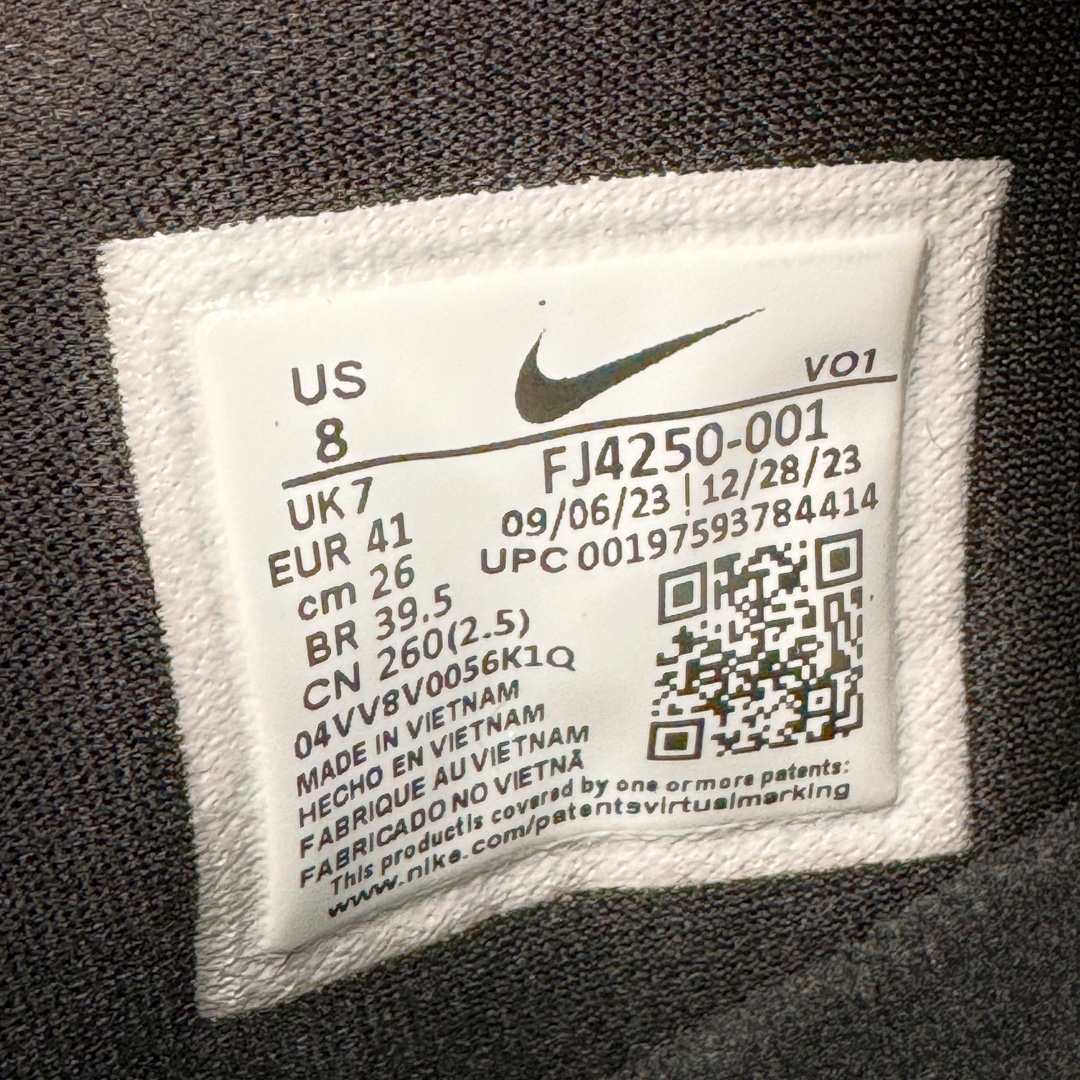 US
8
VO1
FJ4250-001
09/06/23 | 12/28/23
UPC 00197593784414
UK 7
EUR 41
cm 26
BR 39.5
CN 260(2.5)
04VV8V0056K1Q
MADE IN VIETNAM
HECHO EN VIETNAM
FABRIQUE AU VIETNAM
FABRICADO NO VIETNÃ
This product is covered by one or more patents:
www.nike.com/patentsvirtualmarking